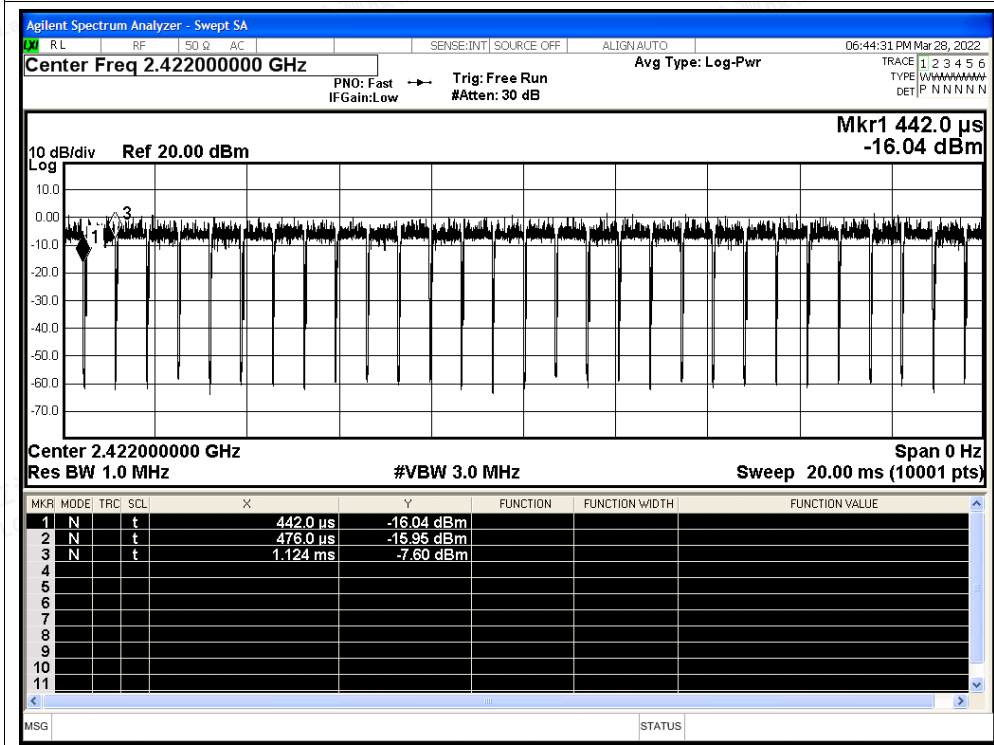 Agilent Spectrum Analyzer - Swept SA
LXI RL RF 50 Ω AC SENSE:INT SOURCE OFF ALIGN AUTO 06:44:31 PM Mar 28, 2022
Center Freq 2.422000000 GHz Avg Type: Log-Pwr TRACE 1 2 3 4 5 6
PNO: Fast Trig: Free Run TYPE WWWWWW
IFGain:Low #Atten: 30 dB DET P N N N N N
Mkr1 442.0 µs
10 dB/div Ref 20.00 dBm -16.04 dBm
Log
10.0
0.00
3
1
-10.0
-20.0
-30.0
-40.0
-50.0
-60.0
-70.0
Center 2.422000000 GHz Span 0 Hz
Res BW 1.0 MHz #VBW 3.0 MHz Sweep 20.00 ms (10001 pts)
MKR MODE TRC SCL X Y FUNCTION FUNCTION WIDTH FUNCTION VALUE
1 N t 442.0 µs -16.04 dBm
2 N t 476.0 µs -15.95 dBm
3 N t 1.124 ms -7.60 dBm
4
5
6
7
8
9
10
11
MSG STATUS